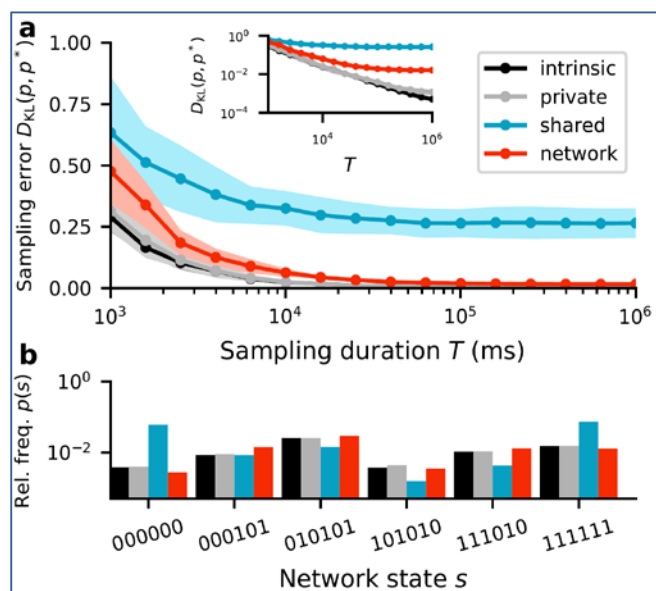 a
Sampling error D_KL(p, p*)
1.00
0.75
0.50
0.25
0.00
10^3
10^4
10^5
10^6
Sampling duration T (ms)
D_KL(p, p*)
10^0
10^-2
10^-4
10^4
10^6
T
intrinsic
private
shared
network
b
Rel. freq. p(s)
10^0
10^-2
000000
000101
010101
101010
111010
111111
Network state s